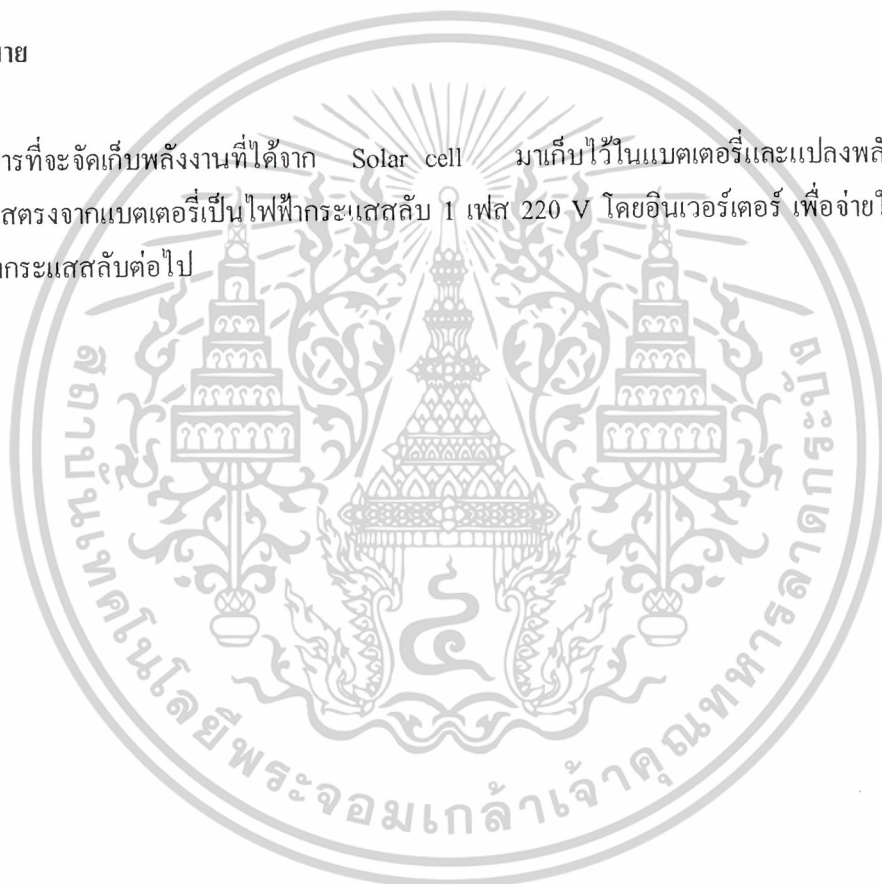 าย
ารที่จะจัดเก็บพลังงานที่ได้จาก Solar cell มาเก็บไว้ในแบตเตอรี่และแปลงพลั
สตรงจากแบตเตอรี่เป็นไฟฟ้ากระแสสลับ 1 เฟส 220 V โดยอินเวอร์เตอร์ เพื่อจ่ายใ
ากระแสสลับต่อไป
สถาบันเทคโนโลยีพระจอมเกล้าเจ้าคุณทหารลาดกระบัง